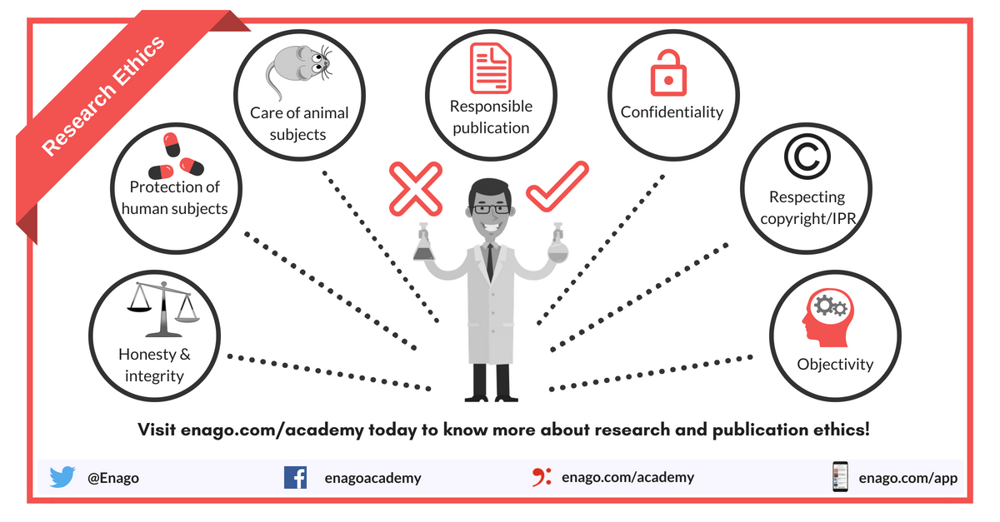 Research Ethics
Care of animal
subjects
Responsible
publication
Confidentiality
Protection of
human subjects
Respecting
copyright/IPR
Honesty &
integrity
Objectivity
Visit enago.com/academy today to know more about research and publication ethics!
@Enago
enagoacademy
enago.com/academy
enago.com/app